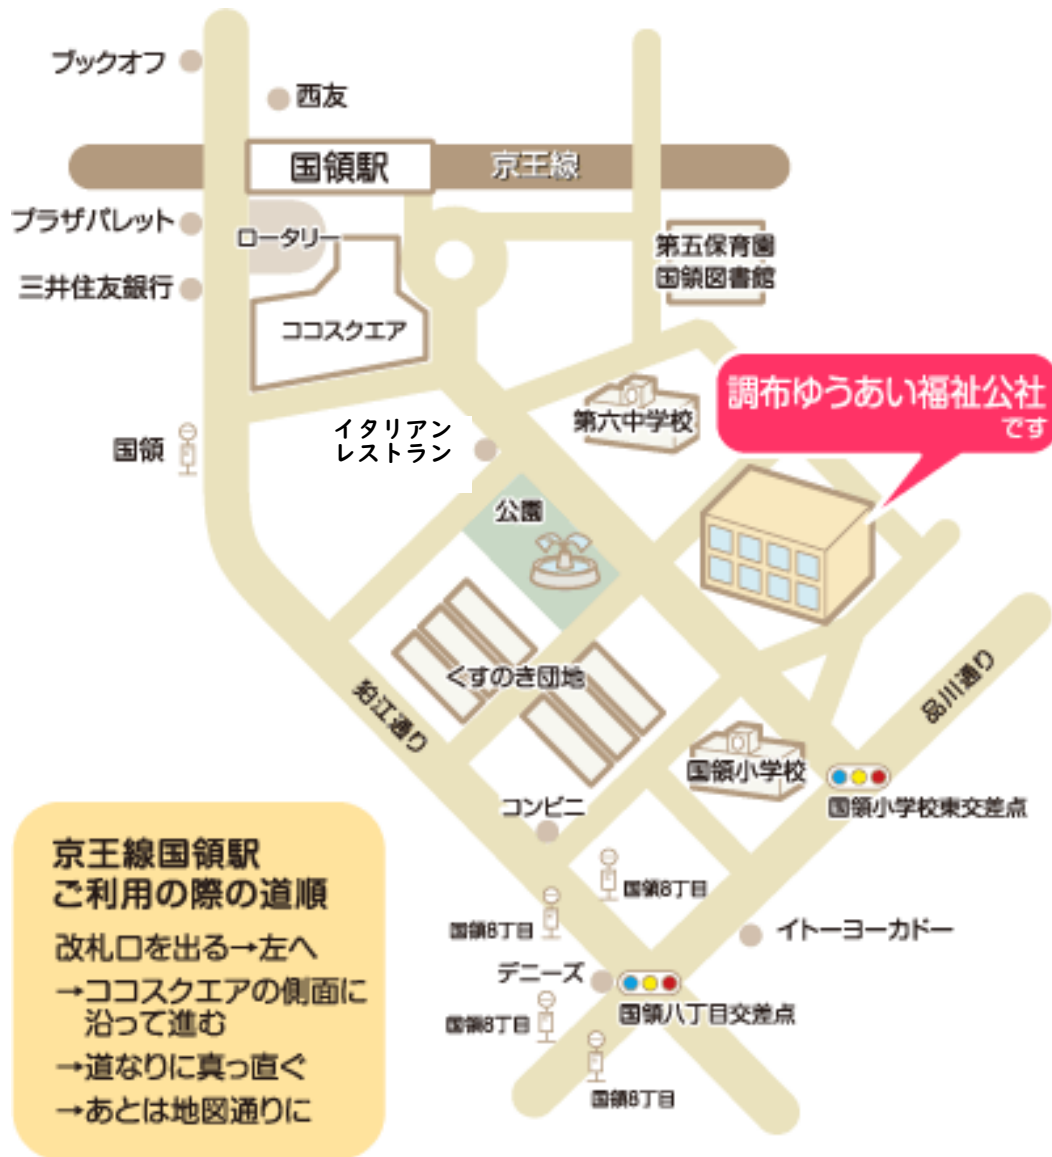 ブックオフ
西友
国領駅
京王線
プラザパレット
ロータリー
第五保育園
国領図書館
三井住友銀行
ココスクエア
調布ゆうあい福祉公社
です
第六中学校
イタリアン
レストラン
国領
公園
くすのき団地
狛江通り
品川通り
国領小学校
コンビニ
国領小学校東交差点
国領8丁目
国領8丁目
イトーヨーカドー
デニーズ
国領八丁目交差点
国領8丁目
国領8丁目
京王線国領駅
ご利用の際の道順
改札口を出る→左へ
→ココスクエアの側面に
沿って進む
→道なりに真っ直ぐ
→あとは地図通りに